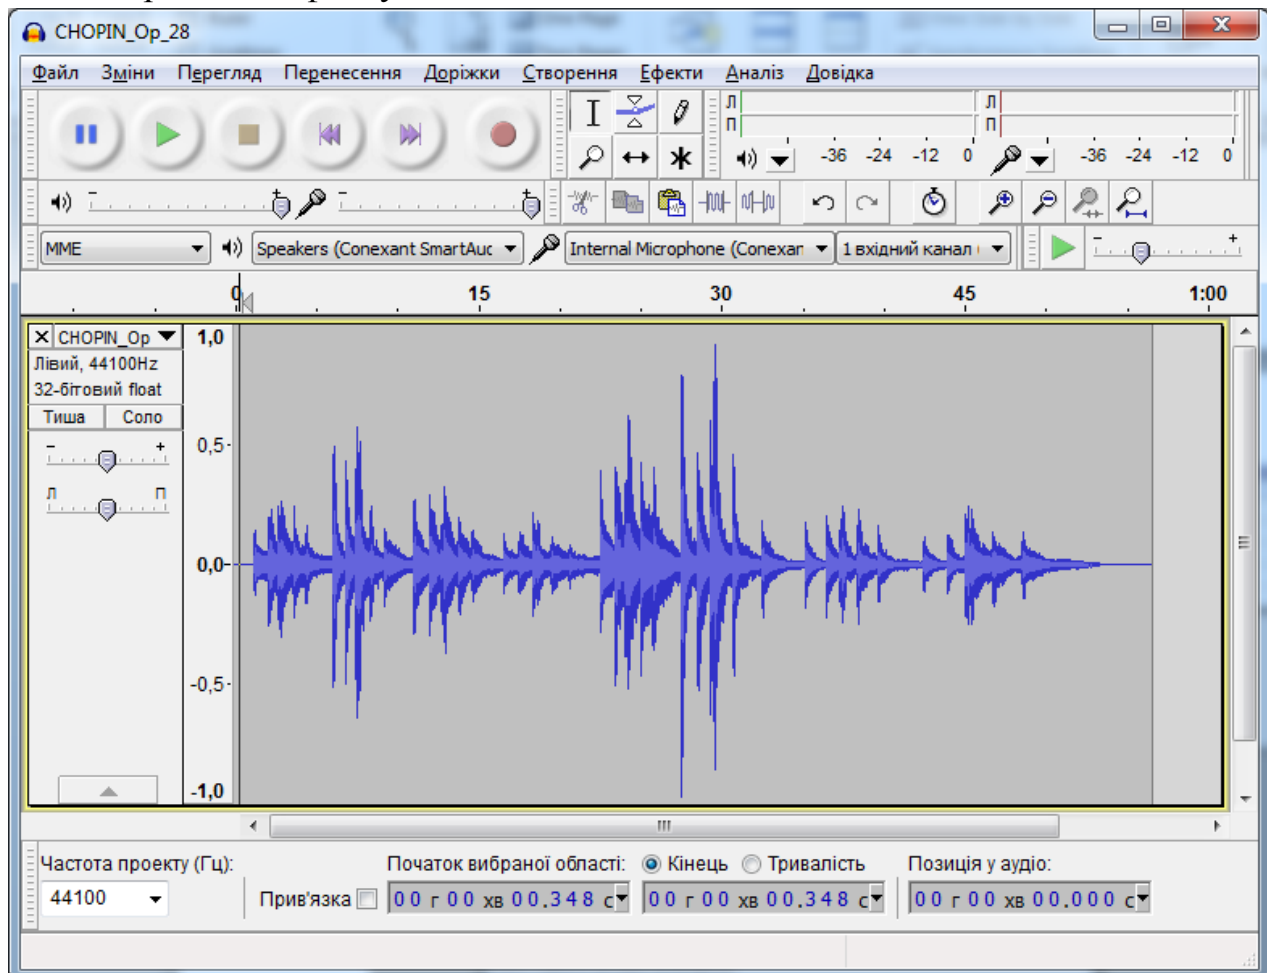 CHOPIN_Op_28
Файл Зміни Перегляд Перенесення Доріжки Створення Ефекти Аналіз Довідка
Л Л
П П
-36 -24 -12 0 -36 -24 -12 0
MME Speakers (Conexant SmartAuc Internal Microphone (Conexan 1 вхідний канал
0 15 30 45 1:00
CHOPIN_Op 1,0
Лівий, 44100Hz
32-бітовий float
Тиша Соло
- + 0,5-
Л П
0,0-
-0,5-
-1,0
Частота проекту (Гц): Початок вибраної області: Кінець Тривалість Позиція у аудіо:
44100 Прив'язка 00 г 00 хв 00.348 с 00 г 00 хв 00.348 с 00 г 00 хв 00.000 с